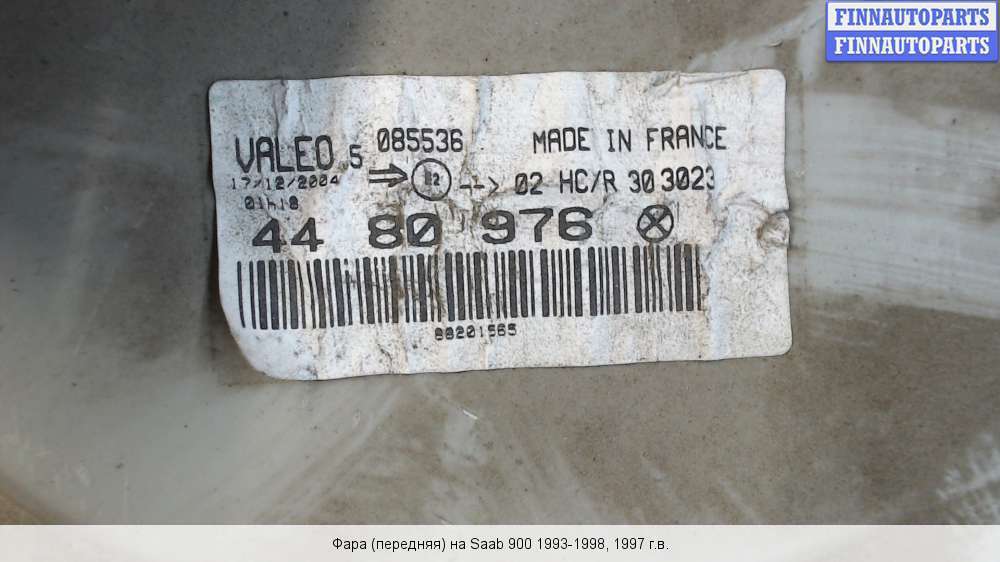 FINNAUTOPARTS
FINNAUTOPARTS
VALEO 5 085536 MADE IN FRANCE
17/12/2004 02 HC/R 30 3023
01h18
44 80 976
88201565
Фара (передняя) на Saab 900 1993-1998, 1997 г.в.